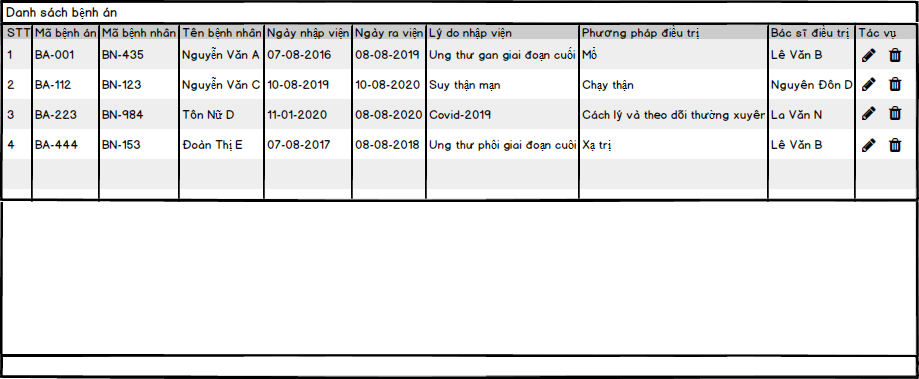 Danh sách bệnh án
STT Mã bệnh án Mã bệnh nhân Tên bệnh nhân Ngày nhập viện Ngày ra viện Lý do nhập viện Phương pháp điều trị Bác sĩ điều trị Tác vụ
1 BA-001 BN-435 Nguyễn Văn A 07-08-2016 08-08-2019 Ung thư gan giai đoạn cuối Mổ Lê Văn B
2 BA-112 BN-123 Nguyễn Văn C 10-08-2019 10-08-2020 Suy thận mạn Chạy thận Nguyên Đôn D
3 BA-223 BN-984 Tôn Nữ D 11-01-2020 08-08-2020 Covid-2019 Cách lý và theo dõi thường xuyên La Văn N
4 BA-444 BN-153 Đoàn Thị E 07-08-2017 08-08-2018 Ung thư phổi giai đoạn cuối Xạ trị Lê Văn B